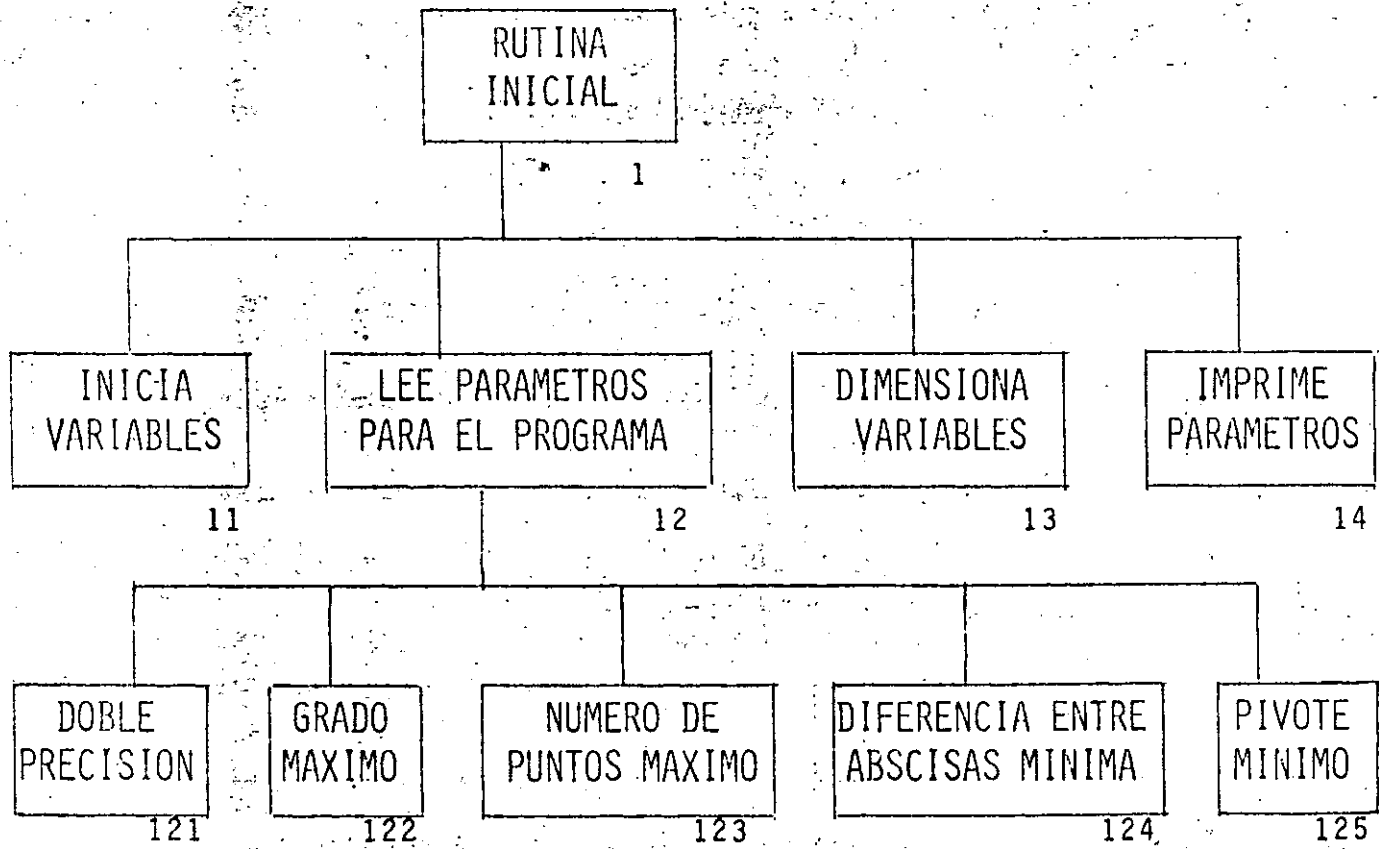 RUTINA
INICIAL
1
INICIA
VARIABLES
11
LEE PARAMETROS
PARA EL PROGRAMA
12
DIMENSIONA
VARIABLES
13
IMPRIME
PARAMETROS
14
DOBLE
PRECISION
121
GRADO
MAXIMO
122
NUMERO DE
PUNTOS MAXIMO
123
DIFERENCIA ENTRE
ABSCISAS MINIMA
124
PIVOTE
MINIMO
125